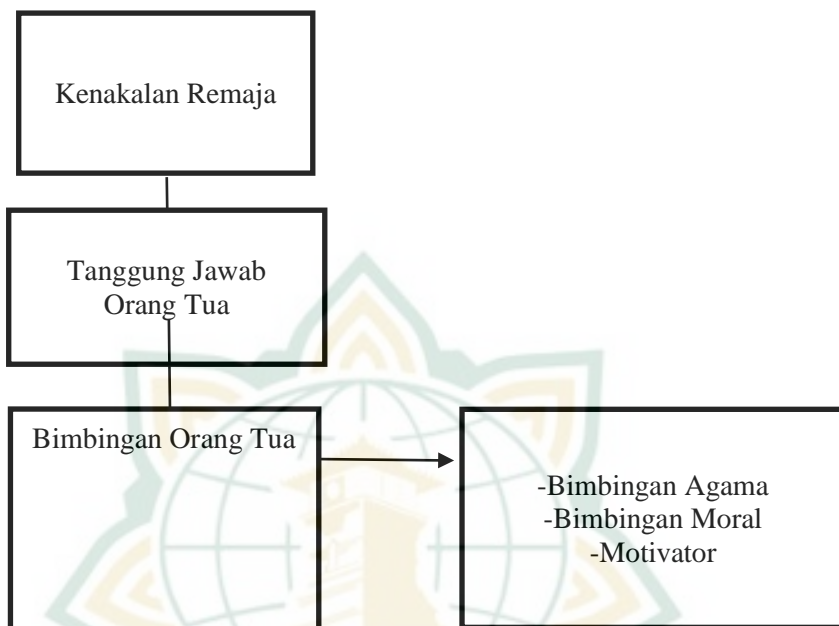 Kenakalan Remaja
Tanggung Jawab
Orang Tua
Bimbingan Orang Tua
-Bimbingan Agama
-Bimbingan Moral
-Motivator